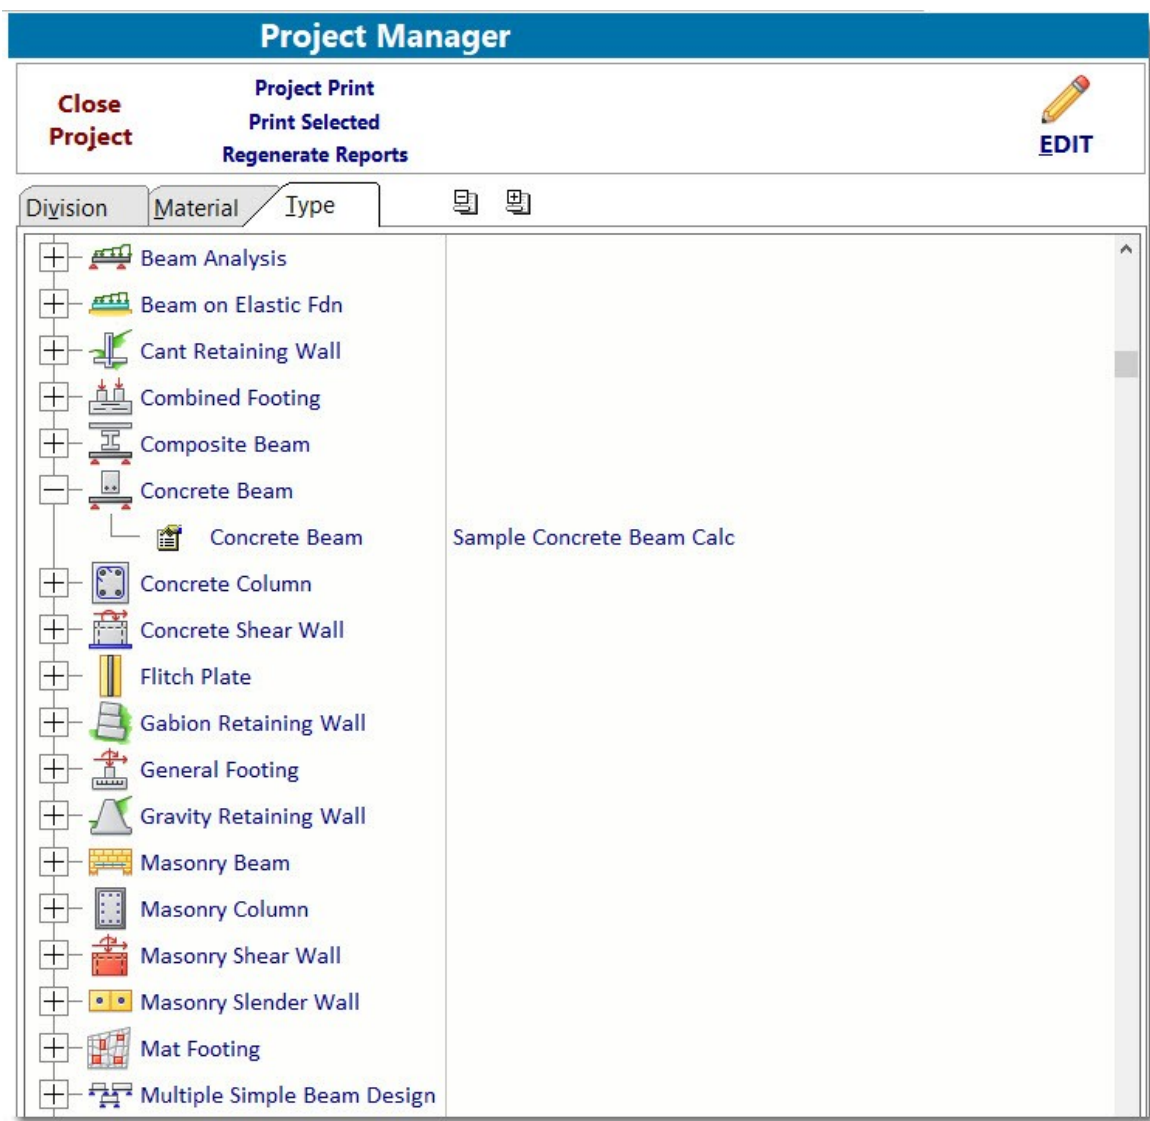 Project Manager
Close
Project
Project Print
Print Selected
Regenerate Reports
EDIT
Division Material Type
Beam Analysis
Beam on Elastic Fdn
Cant Retaining Wall
Combined Footing
Composite Beam
Concrete Beam
Concrete Beam Sample Concrete Beam Calc
Concrete Column
Concrete Shear Wall
Flitch Plate
Gabion Retaining Wall
General Footing
Gravity Retaining Wall
Masonry Beam
Masonry Column
Masonry Shear Wall
Masonry Slender Wall
Mat Footing
Multiple Simple Beam Design